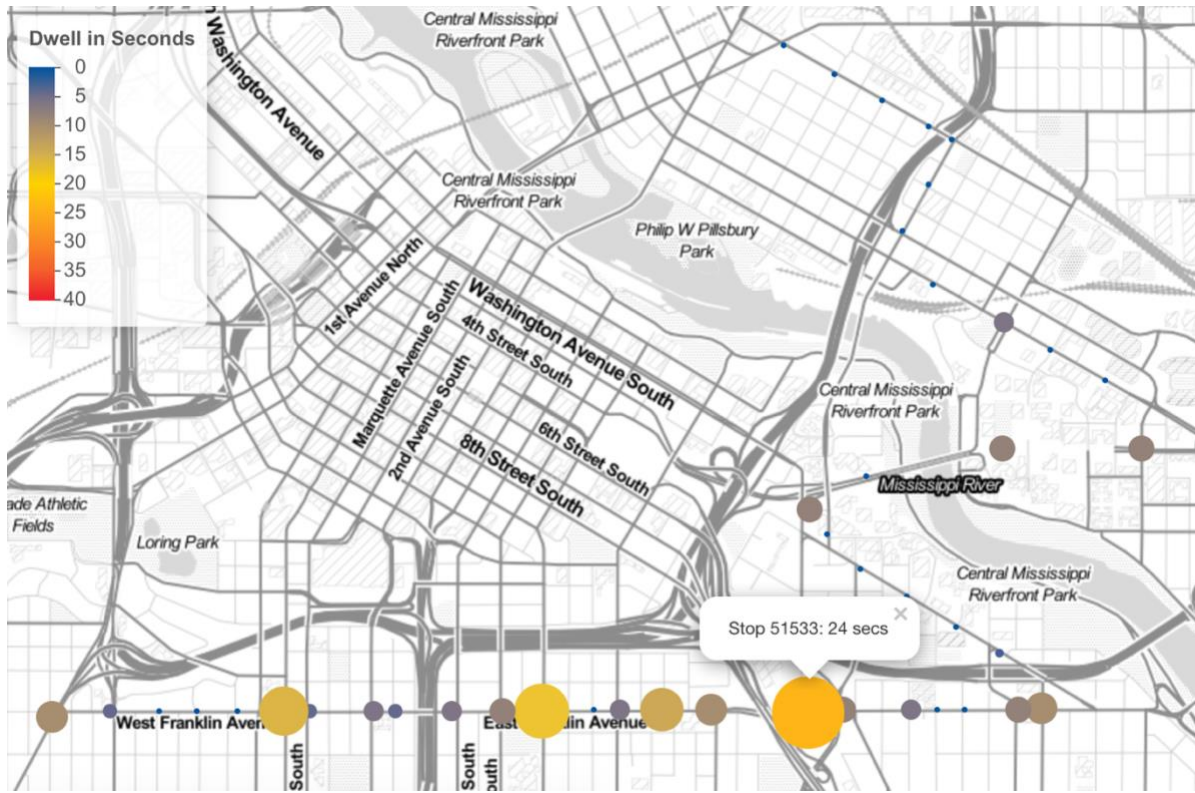 Dwell in Seconds
0
5
10
15
20
25
30
35
40
Washington Avenue
Central Mississippi
Riverfront Park
Central Mississippi
Riverfront Park
Philip W Pillsbury
Park
1st Avenue North
Marquette Avenue South
2nd Avenue South
Washington Avenue South
4th Street South
6th Street South
8th Street South
Central Mississippi
Riverfront Park
Mississippi River
ade Athletic
Fields
Loring Park
Central Mississippi
Riverfront Park
Stop 51533: 24 secs
×
West Franklin Aven
East
lin Avenue
South
South
outh